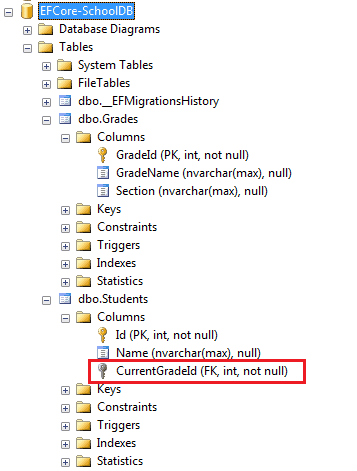 EFCore-SchoolDB
Database Diagrams
Tables
System Tables
FileTables
dbo.__EFMigrationsHistory
dbo.Grades
Columns
GradeId (PK, int, not null)
GradeName (nvarchar(max), null)
Section (nvarchar(max), null)
Keys
Constraints
Triggers
Indexes
Statistics
dbo.Students
Columns
Id (PK, int, not null)
Name (nvarchar(max), null)
CurrentGradeId (FK, int, not null)
Keys
Constraints
Triggers
Indexes
Statistics